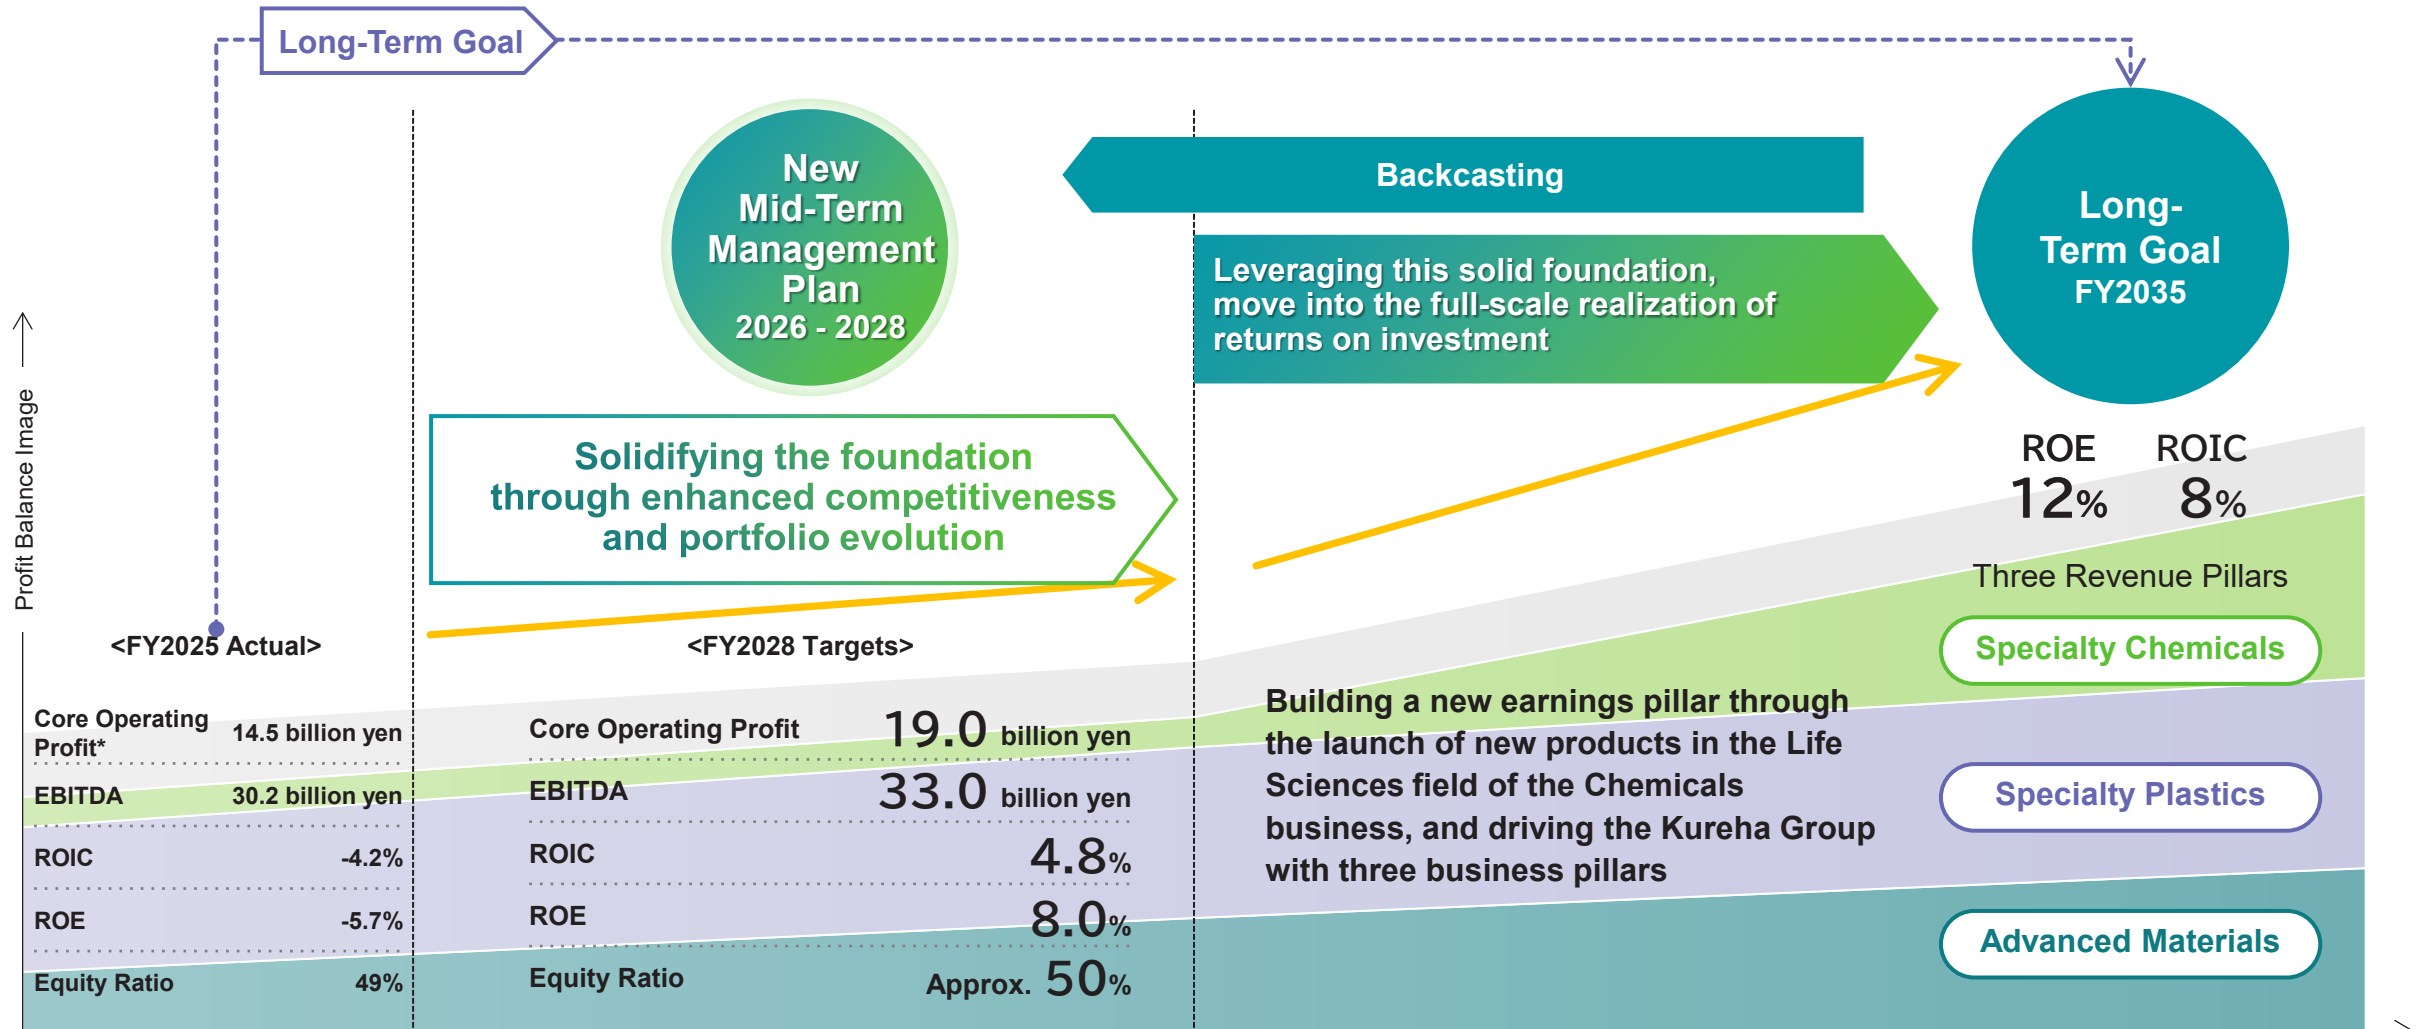 Long-Term Goal
New
Mid-Term
Management
Plan
2026 - 2028
Backcasting
Leveraging this solid foundation,
move into the full-scale realization of
returns on investment
Long-
Term Goal
FY2035
Profit Balance Image
Solidifying the foundation
through enhanced competitiveness
and portfolio evolution
ROE ROIC
12% 8%
<FY2025 Actual>
Core Operating
Profit* 14.5 billion yen
EBITDA 30.2 billion yen
ROIC -4.2%
ROE -5.7%
Equity Ratio 49%
<FY2028 Targets>
Core Operating Profit 19.0 billion yen
EBITDA 33.0 billion yen
ROIC 4.8%
ROE 8.0%
Equity Ratio Approx. 50%
Building a new earnings pillar through
the launch of new products in the Life
Sciences field of the Chemicals
business, and driving the Kureha Group
with three business pillars
Three Revenue Pillars
Specialty Chemicals
Specialty Plastics
Advanced Materials